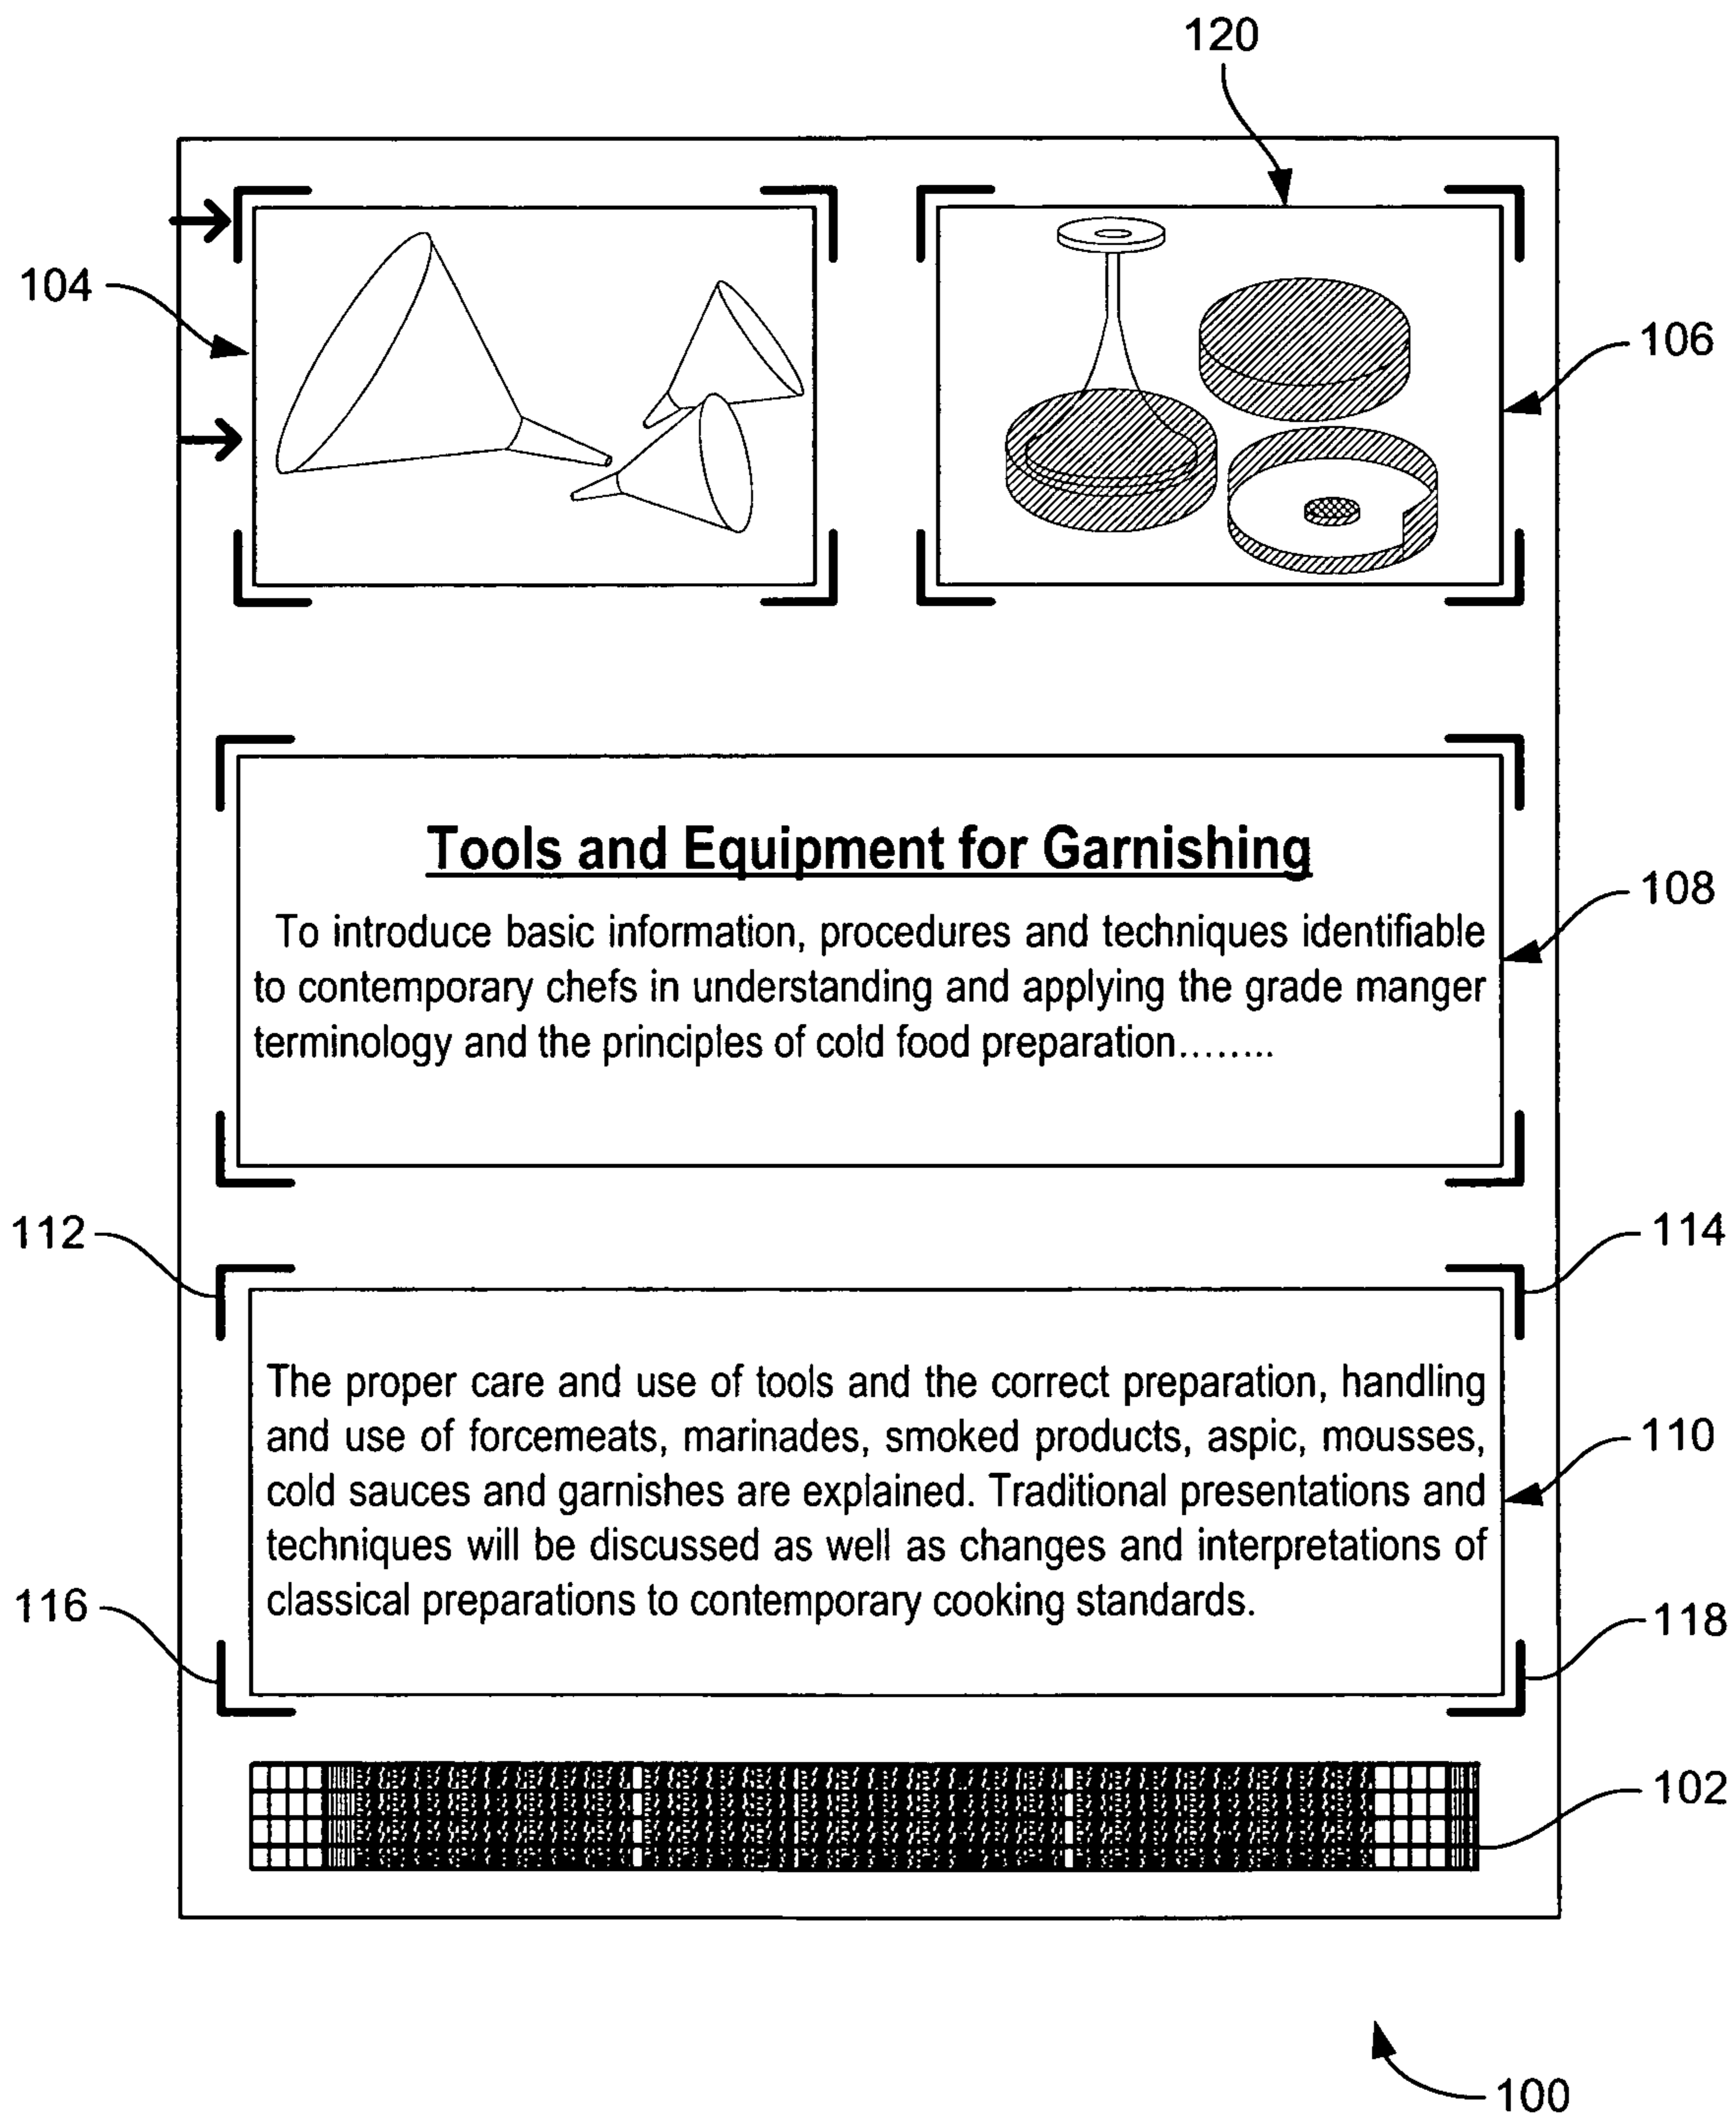 120
104
106
Tools and Equipment for Garnishing
108
To introduce basic information, procedures and techniques identifiable
to contemporary chefs in understanding and applying the grade manger
terminology and the principles of cold food preparation........
112
114
The proper care and use of tools and the correct preparation, handling
and use of forcemeats, marinades, smoked products, aspic, mousses,
110
cold sauces and garnishes are explained. Traditional presentations and
techniques will be discussed as well as changes and interpretations of
classical preparations to contemporary cooking standards.
116
118
102
100